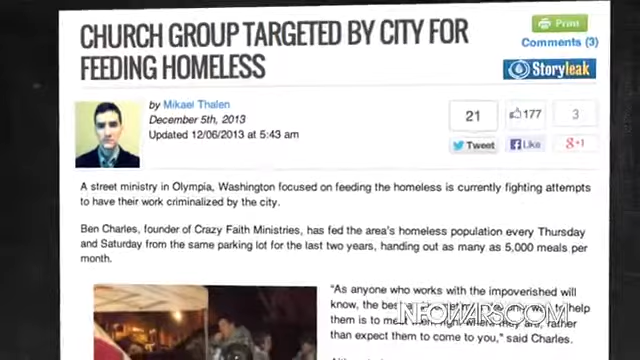 CHURCH GROUP TARGETED BY CITY FOR
FEEDING HOMELESS
Print
Comments (3)
Storyleak
by Mikael Thalen
December 5th, 2013
Updated 12/06/2013 at 5:43 am
21
177
3
Tweet
Like
+1
A street ministry in Olympia, Washington focused on feeding the homeless is currently fighting attempts
to have their work criminalized by the city.
Ben Charles, founder of Crazy Faith Ministries, has fed the area's homeless population every Thursday
and Saturday from the same parking lot for the last two years, handing out as many as 5,000 meals per
month.
"As anyone who works with the impoverished will
know, the help
them is to
than expect them to come to you," said Charles.
INFOWARS.COM